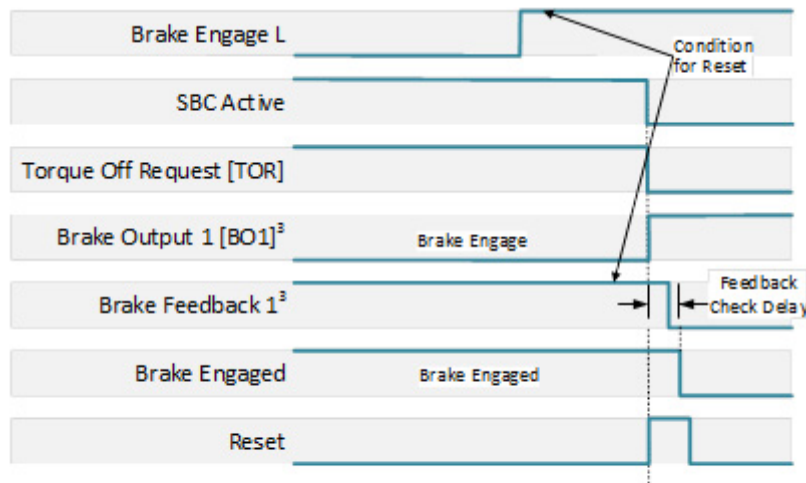 Brake Engage L
Condition
for Reset
SBC Active
Torque Off Request [TOR]
Brake Output 1 [BO1]³
Brake Engage
Brake Feedback 1³
Feedback
Check Delay
Brake Engaged
Brake Engaged
Reset